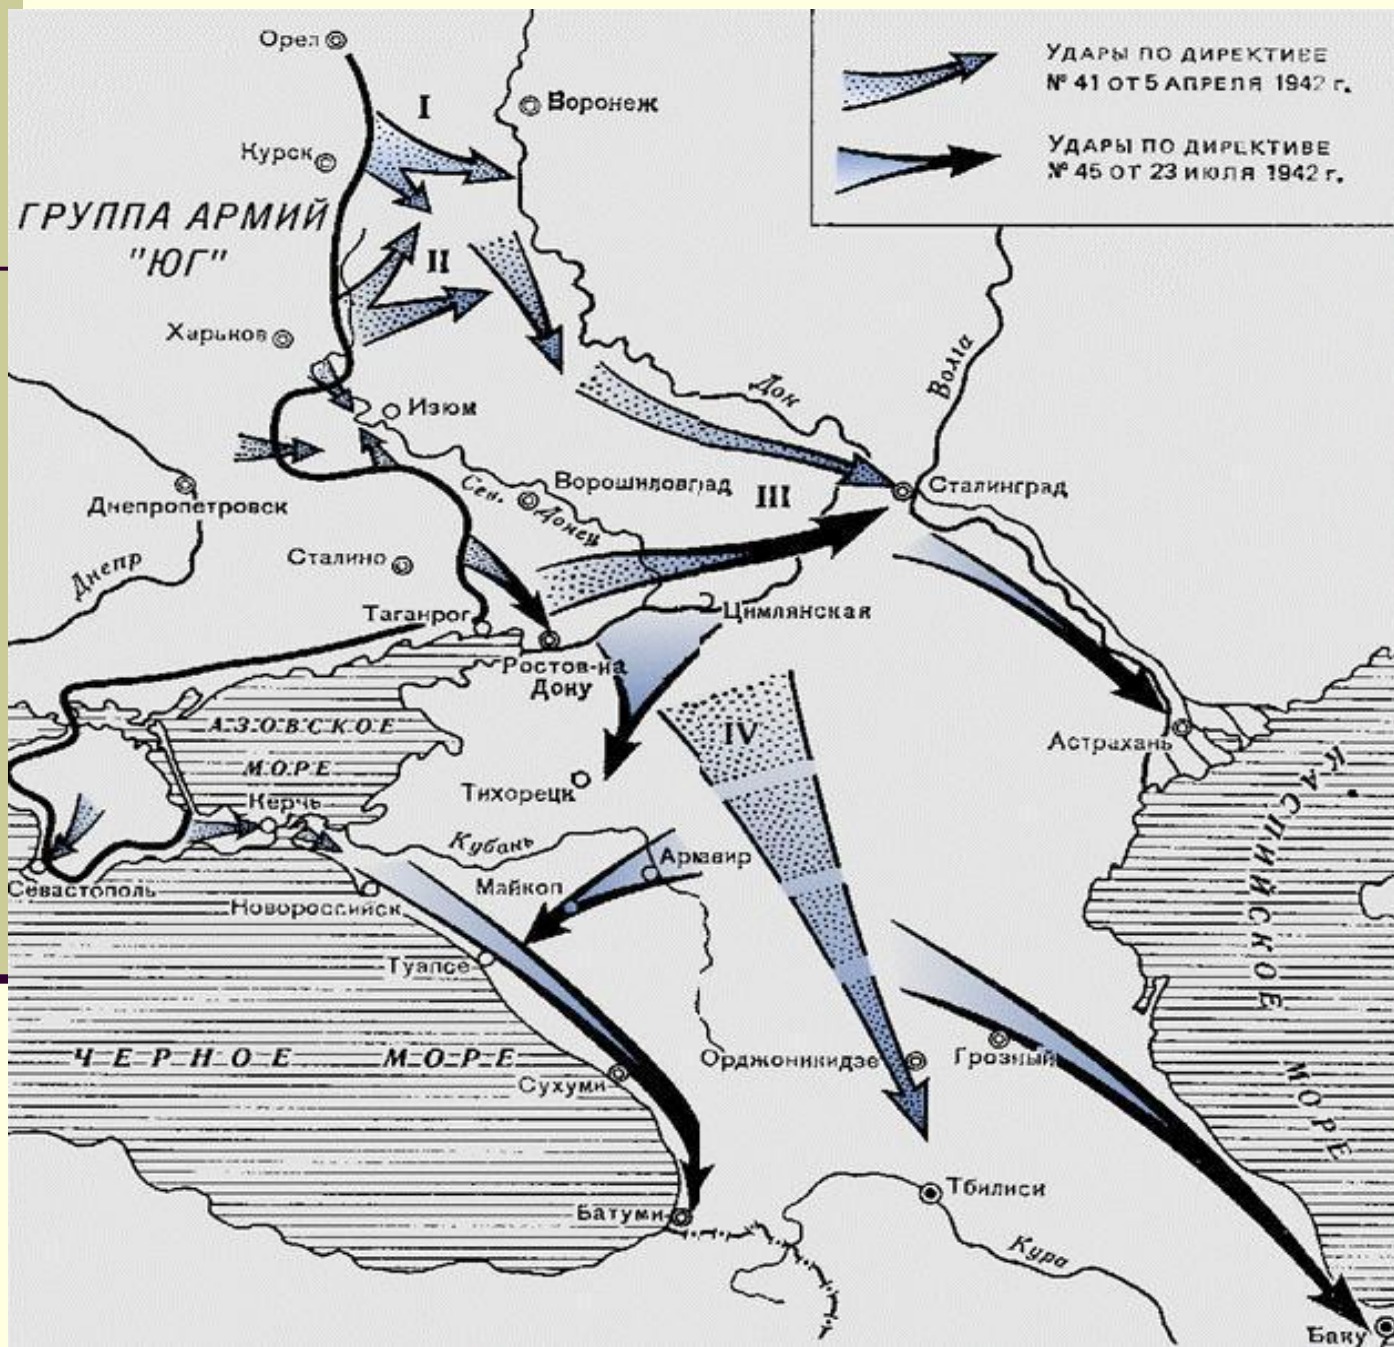 Орел
I
Воронеж
УДАРЫ ПО ДИРЕКТИВЕ
№ 41 ОТ 5 АПРЕЛЯ 1942 г.
УДАРЫ ПО ДИРЕКТИВЕ
№ 45 ОТ 23 ИЮЛЯ 1942 г.
Курск
ГРУППА АРМИЙ
"ЮГ"
II
Харьков
Волга
Дон
Изюм
Днепропетровск
Ворошиловград
III
Сталинград
Сев. Донец
Сталино
Днепр
Таганрог
Цимлянская
Ростов-на
Дону
IV
АЗОВСКОЕ
МОРЕ
Астрахань
Тихорецк
Керчь
КАСПИЙСКОЕ МОРЕ
Кубань
Армавир
Севастополь
Майкоп
Новороссийск
Туапсе
ЧЕРНОЕ МОРЕ
Орджоникидзе
Грозный
Сухуми
Тбилиси
Батуми
Кура
Баку